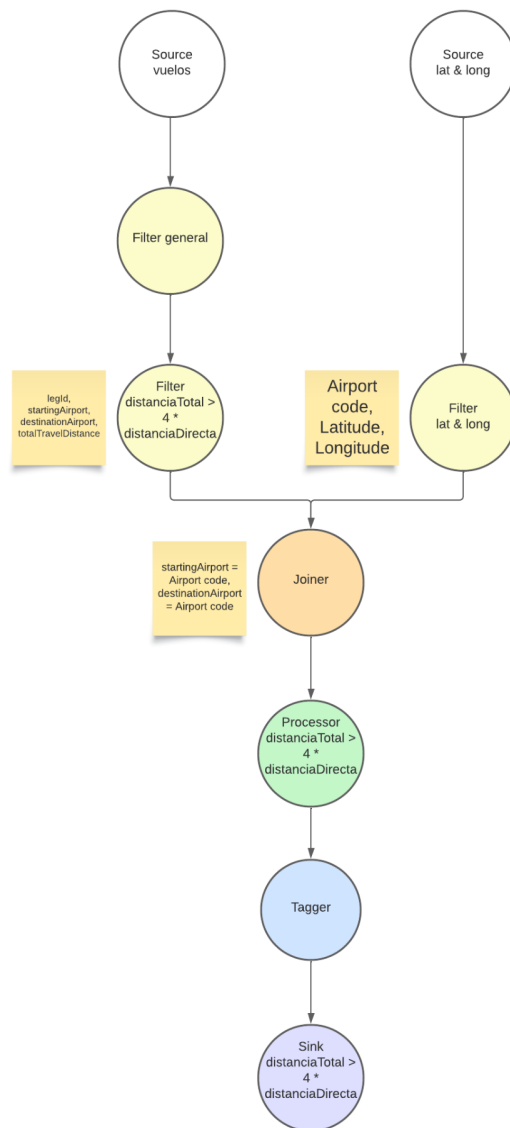 Source
vuelos
Source
lat & long
Filter general
legId,
startingAirport,
destinationAirport,
totalTravelDistance
Filter
distanciaTotal >
4 *
distanciaDirecta
Airport
code,
Latitude,
Longitude
Filter
lat & long
startingAirport =
Airport code,
destinationAirport
= Airport code
Joiner
Processor
distanciaTotal >
4 *
distanciaDirecta
Tagger
Sink
distanciaTotal >
4 *
distanciaDirecta